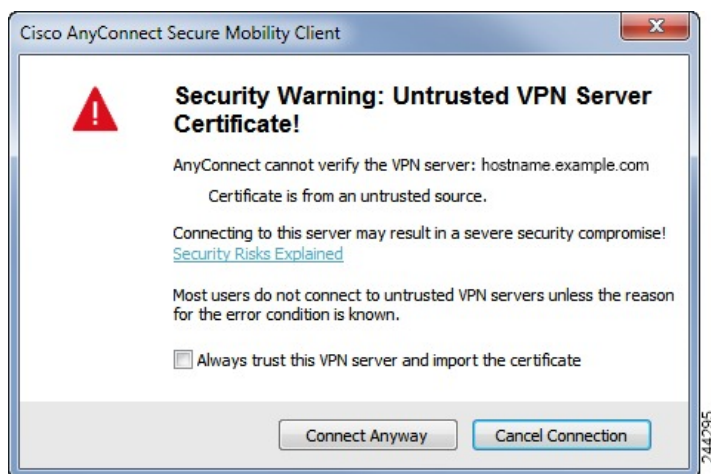 Cisco AnyConnect Secure Mobility Client
Security Warning: Untrusted VPN Server
Certificate!
AnyConnect cannot verify the VPN server: hostname.example.com
Certificate is from an untrusted source.
Connecting to this server may result in a severe security compromise!
Security Risks Explained
Most users do not connect to untrusted VPN servers unless the reason
for the error condition is known.
Always trust this VPN server and import the certificate
Connect Anyway
Cancel Connection
244295